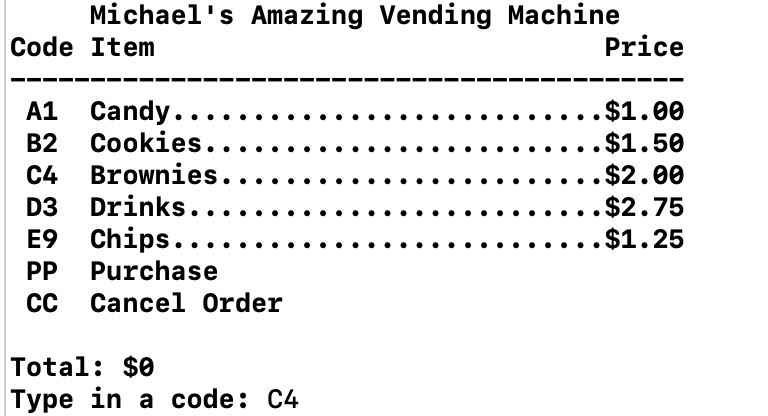 Michael's Amazing Vending Machine
Code Item                            Price
------------------------------------------
 A1  Candy...........................$1.00
 B2  Cookies.........................$1.50
 C4  Brownies........................$2.00
 D3  Drinks..........................$2.75
 E9  Chips...........................$1.25
 PP  Purchase
 CC  Cancel Order
Total: $0
Type in a code: C4